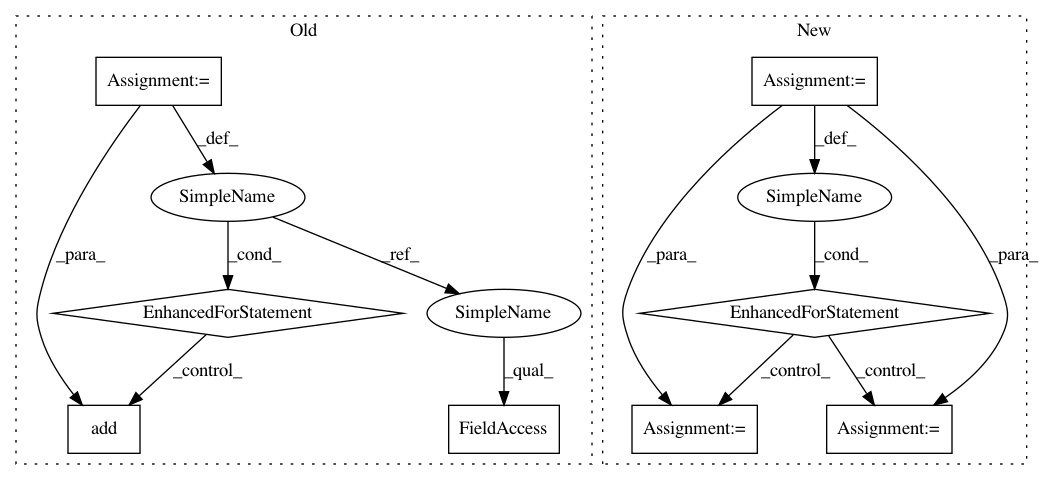 Old
New
Assignment:=
Assignment:=
_def_
_def_
SimpleName
SimpleName
_para_
_cond_
_ref_
_para_
_cond_
_para_
EnhancedForStatement
SimpleName
EnhancedForStatement
_control_
_qual_
_control_
_control_
add
FieldAccess
Assignment:=
Assignment:=